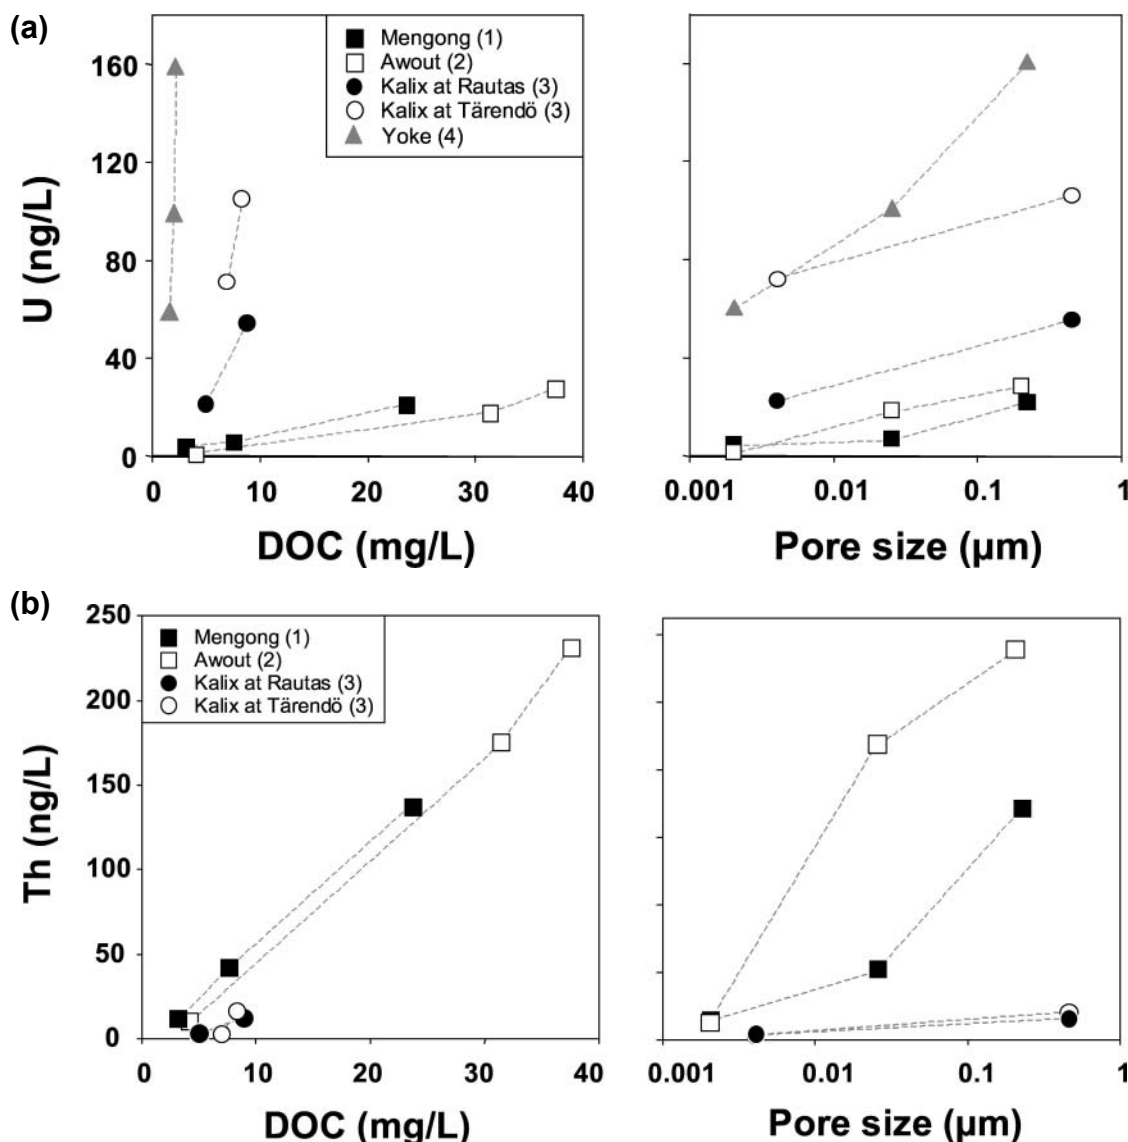 (a)
Mengong (1)
Awout (2)
Kalix at Rautas (3)
Kalix at Tärendö (3)
Yoke (4)
160
120
80
40
0
U (ng/L)
0 10 20 30 40
DOC (mg/L)
0.001 0.01 0.1 1
Pore size (µm)
(b)
Mengong (1)
Awout (2)
Kalix at Rautas (3)
Kalix at Tärendö (3)
250
200
150
100
50
0
Th (ng/L)
0 10 20 30 40
DOC (mg/L)
0.001 0.01 0.1 1
Pore size (µm)